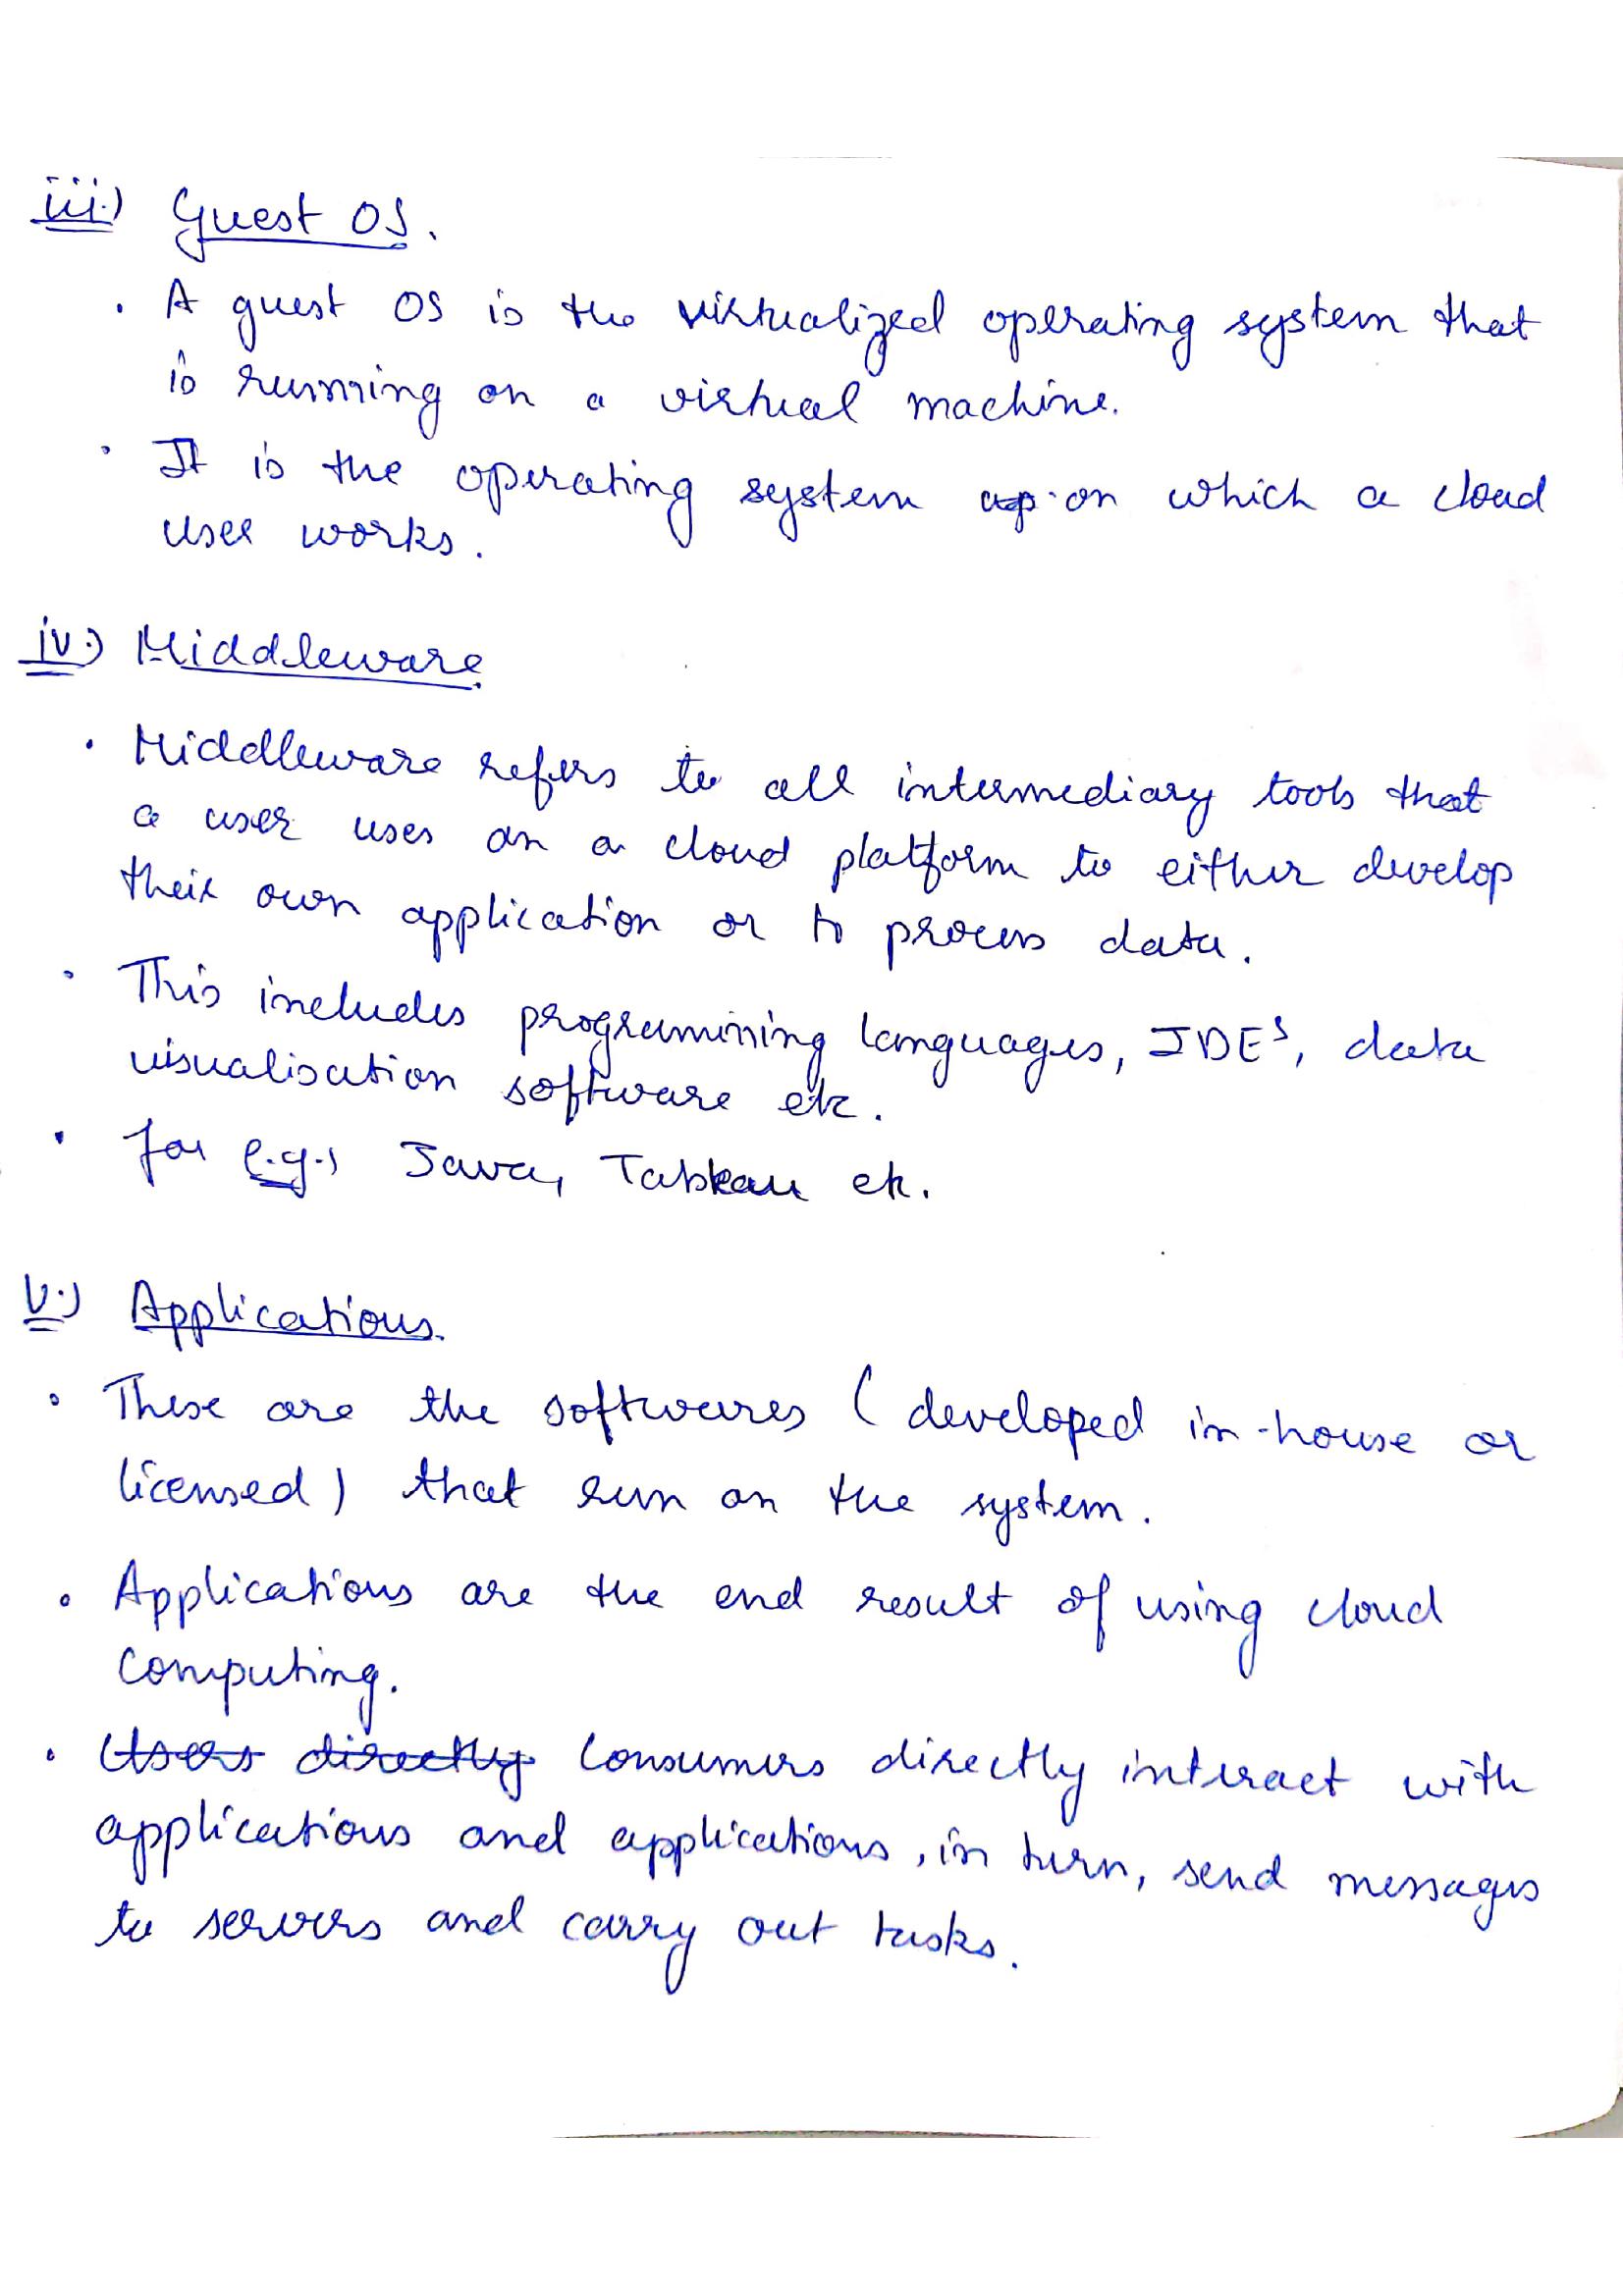 iii.) Guest OS.
· A guest OS is the virtualized operating system that
is running on a virtual machine.
· It is the operating system up on which a cloud
user works.
iv.) Middleware.
· Middleware refers to all intermediary tools that
a user uses on a cloud platform to either develop
their own application or to process data.
· This includes programming languages, IDEs, data
visualisation software etc.
· for e.g., Java, Tableau etc.
v.) Applications.
· These are the softwares (developed in-house or
licensed) that run on the system.
· Applications are the end result of using cloud
computing.
· Users directly Consumers directly interact with
applications and applications, in turn, send messages
to servers and carry out tasks.